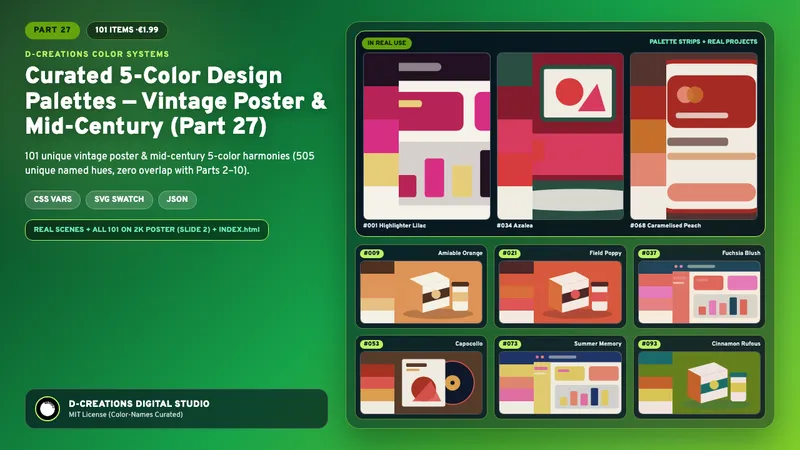 PART 27
101 ITEMS ·€1.99
D-CREATIONS COLOR SYSTEMS
Curated 5-Color Design
Palettes — Vintage Poster &
Mid-Century (Part 27)
101 unique vintage poster & mid-century 5-color harmonies (505
unique named hues, zero overlap with Parts 2–10).
CSS VARS
SVG SWATCH
JSON
REAL SCENES + ALL 101 ON 2K POSTER (SLIDE 2) + INDEX.html
D-CREATIONS DIGITAL STUDIO
MIT License (Color-Names Curated)
IN REAL USE
PALETTE STRIPS + REAL PROJECTS
#001 Highlighter Lilac
#034 Azalea
#068 Caramelised Peach
#009
Amiable Orange
#021
Field Poppy
#037
Fuchsia Blush
#053
Capocollo
#073
Summer Memory
#093
Cinnamon Rufous